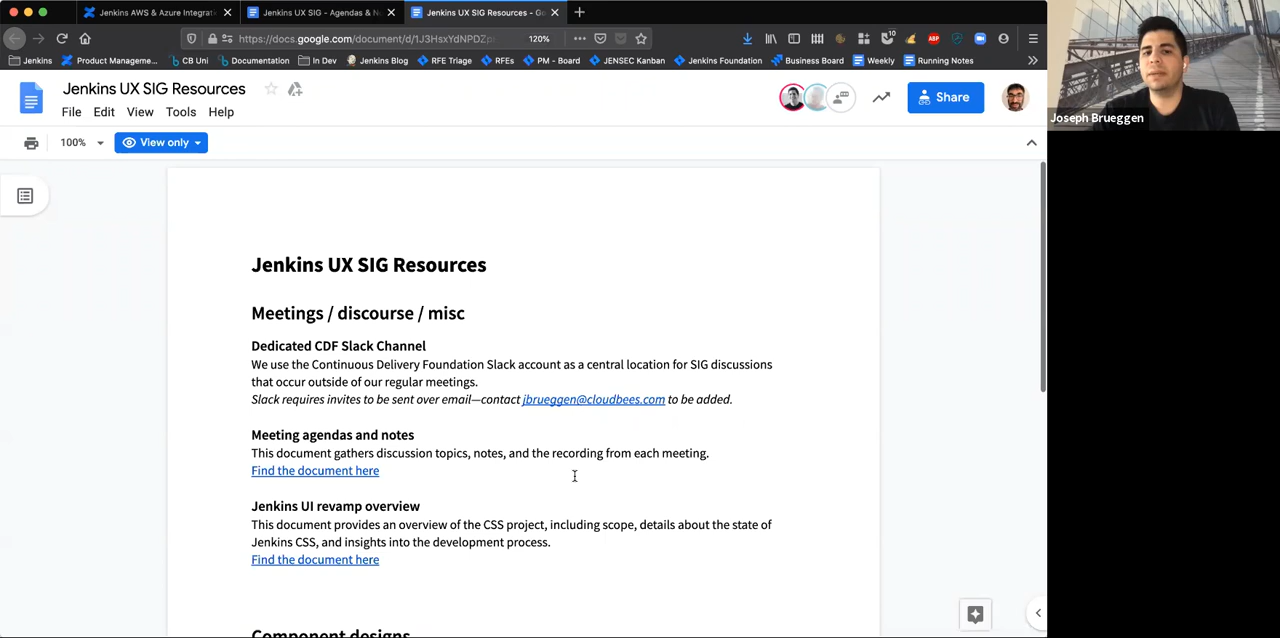 Jenkins AWS & Azure Integrat
Jenkins UX SIG - Agendas & N
Jenkins UX SIG Resources - Go
https://docs.google.com/document/d/1J3HsxYdNPDZp
120%
Jenkins
Product Manageme...
CB Uni
Documentation
In Dev
Jenkins Blog
RFE Triage
RFEs
PM - Board
JENSEC Kanban
Jenkins Foundation
Business Board
Weekly
Running Notes
10
ABP
Jenkins UX SIG Resources
File Edit View Tools Help
Share
100%
View only
Jenkins UX SIG Resources
Meetings / discourse / misc
Dedicated CDF Slack Channel
We use the Continuous Delivery Foundation Slack account as a central location for SIG discussions
that occur outside of our regular meetings.
Slack requires invites to be sent over email—contact jbrueggen@cloudbees.com to be added.
Meeting agendas and notes
This document gathers discussion topics, notes, and the recording from each meeting.
Find the document here
Jenkins UI revamp overview
This document provides an overview of the CSS project, including scope, details about the state of
Jenkins CSS, and insights into the development process.
Find the document here
Component designs
Joseph Brueggen